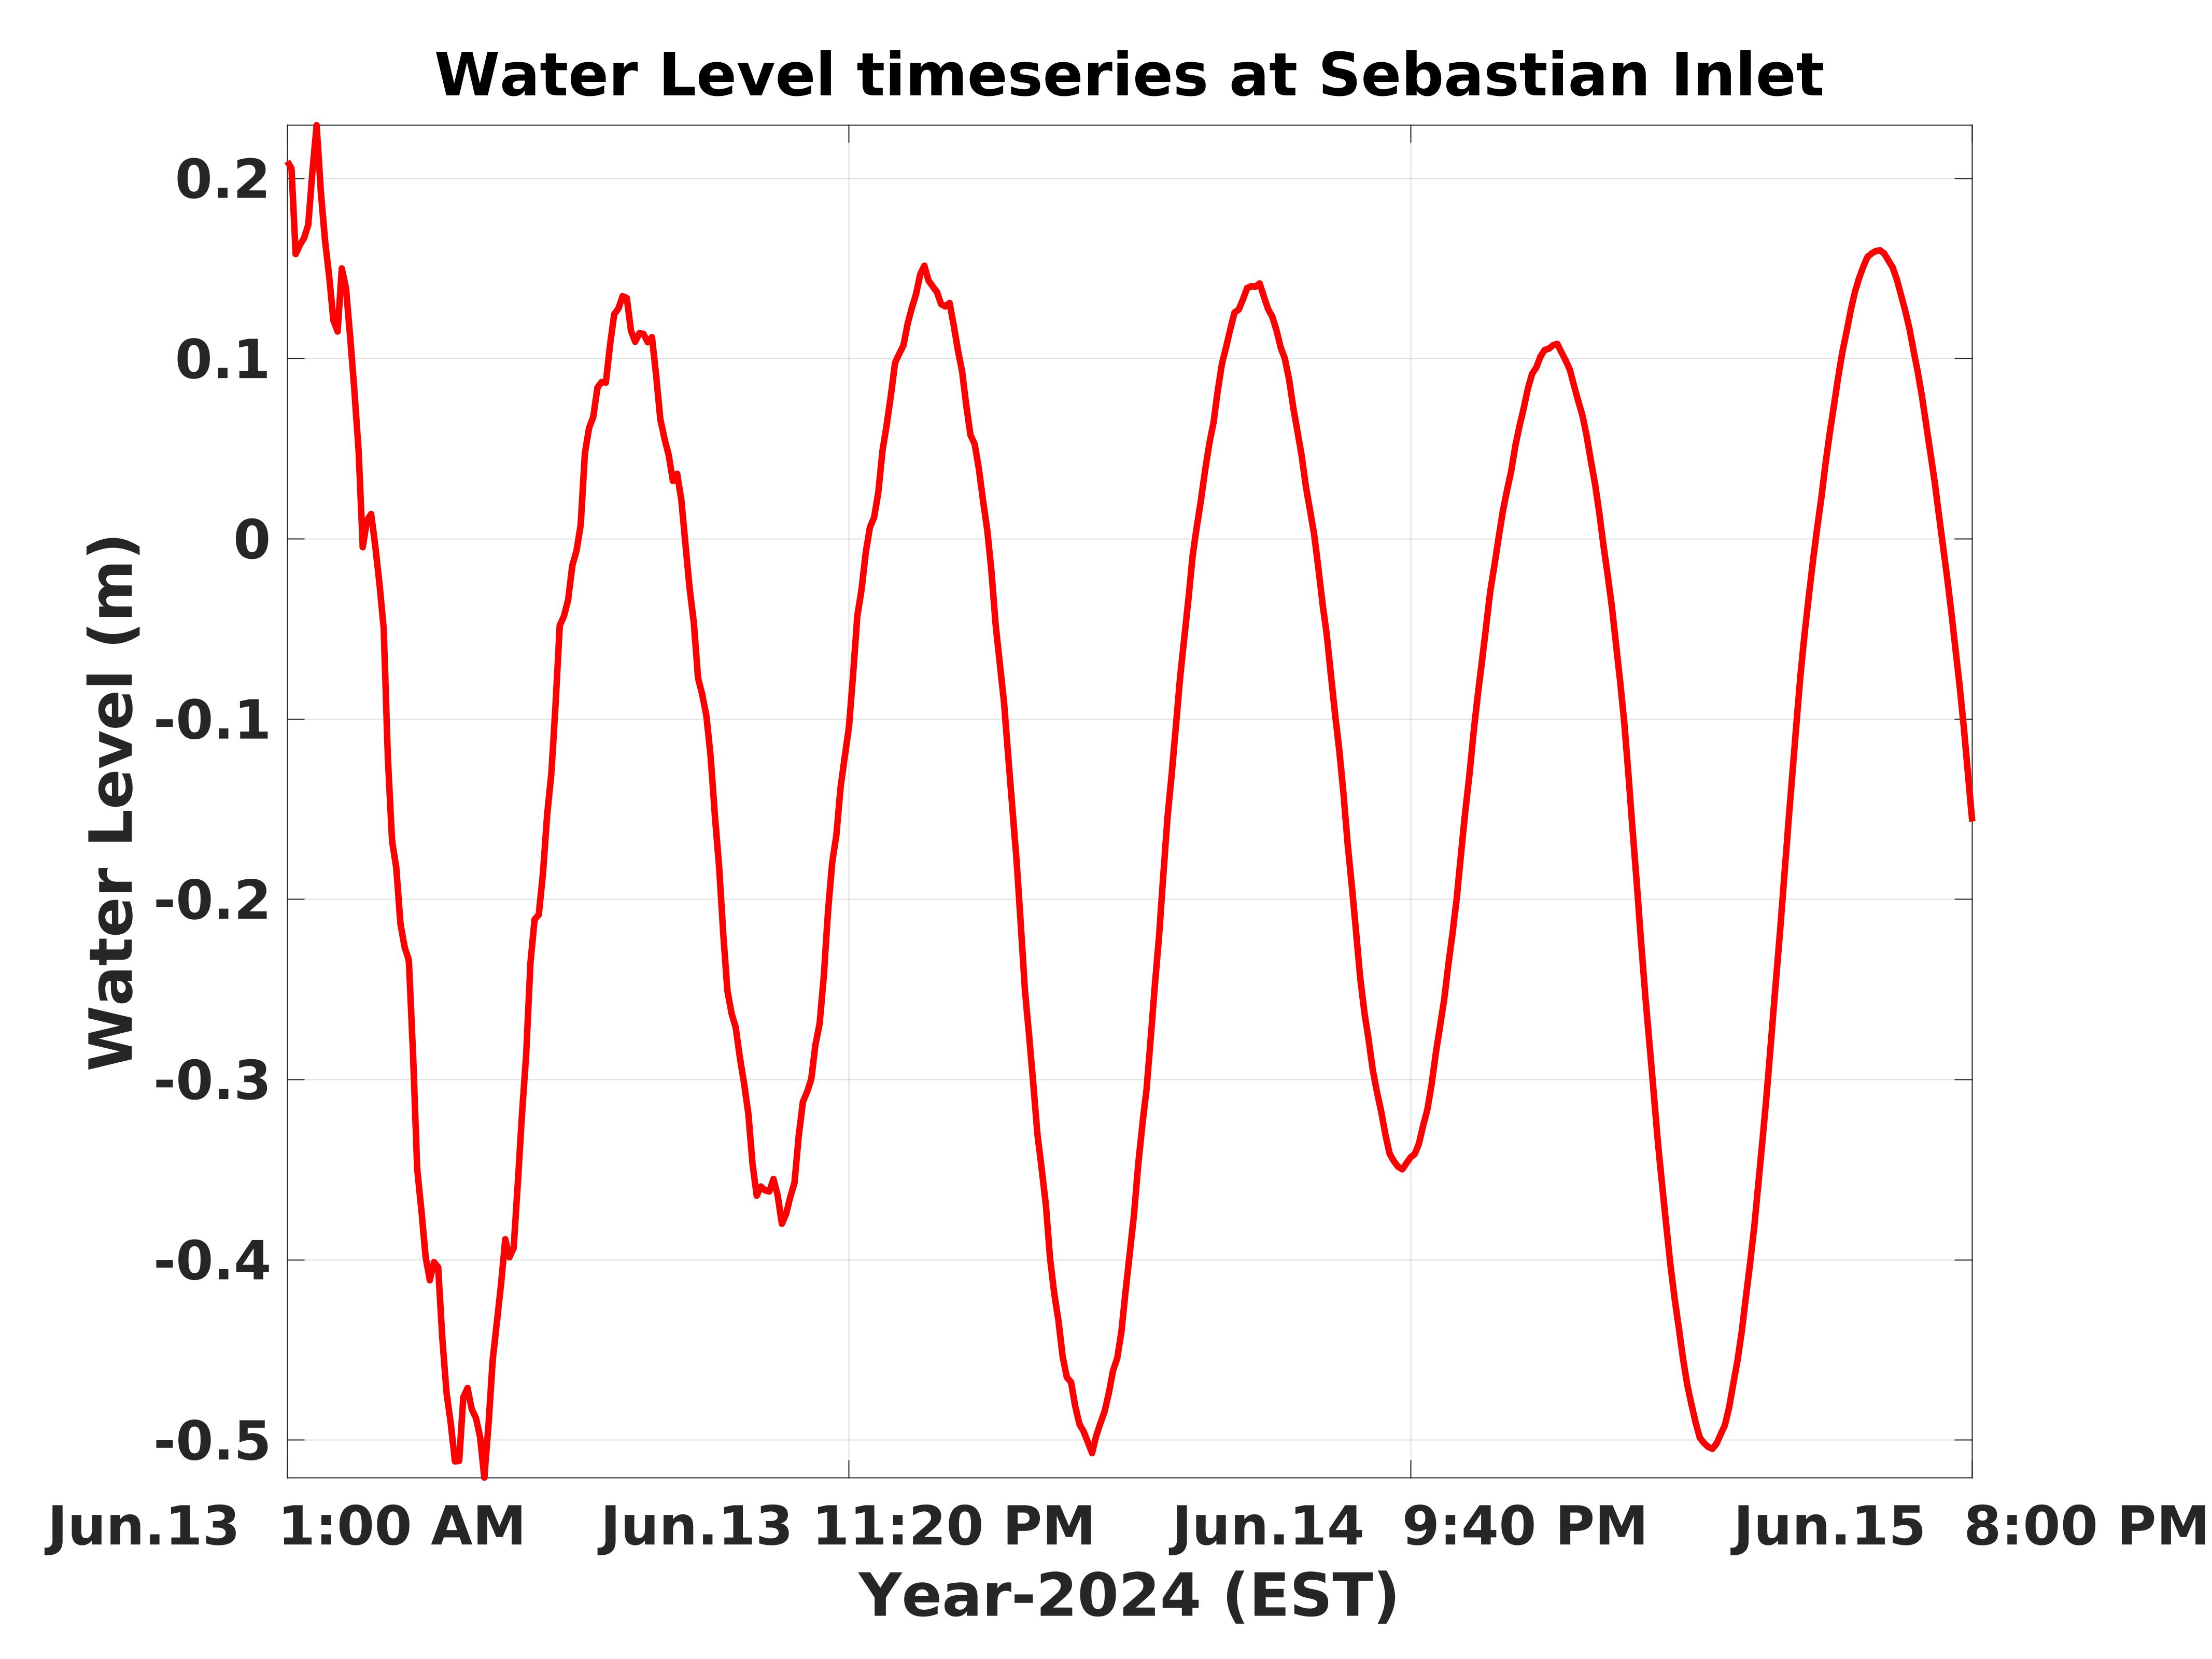 Water Level timeseries at Sebastian Inlet
0.2
0.1
0
-0.1
-0.2
-0.3
-0.4
-0.5
Water Level (m)
Jun.13 1:00 AM
Jun.13 11:20 PM
Jun.14 9:40 PM
Jun.15 8:00 PM
Year-2024 (EST)